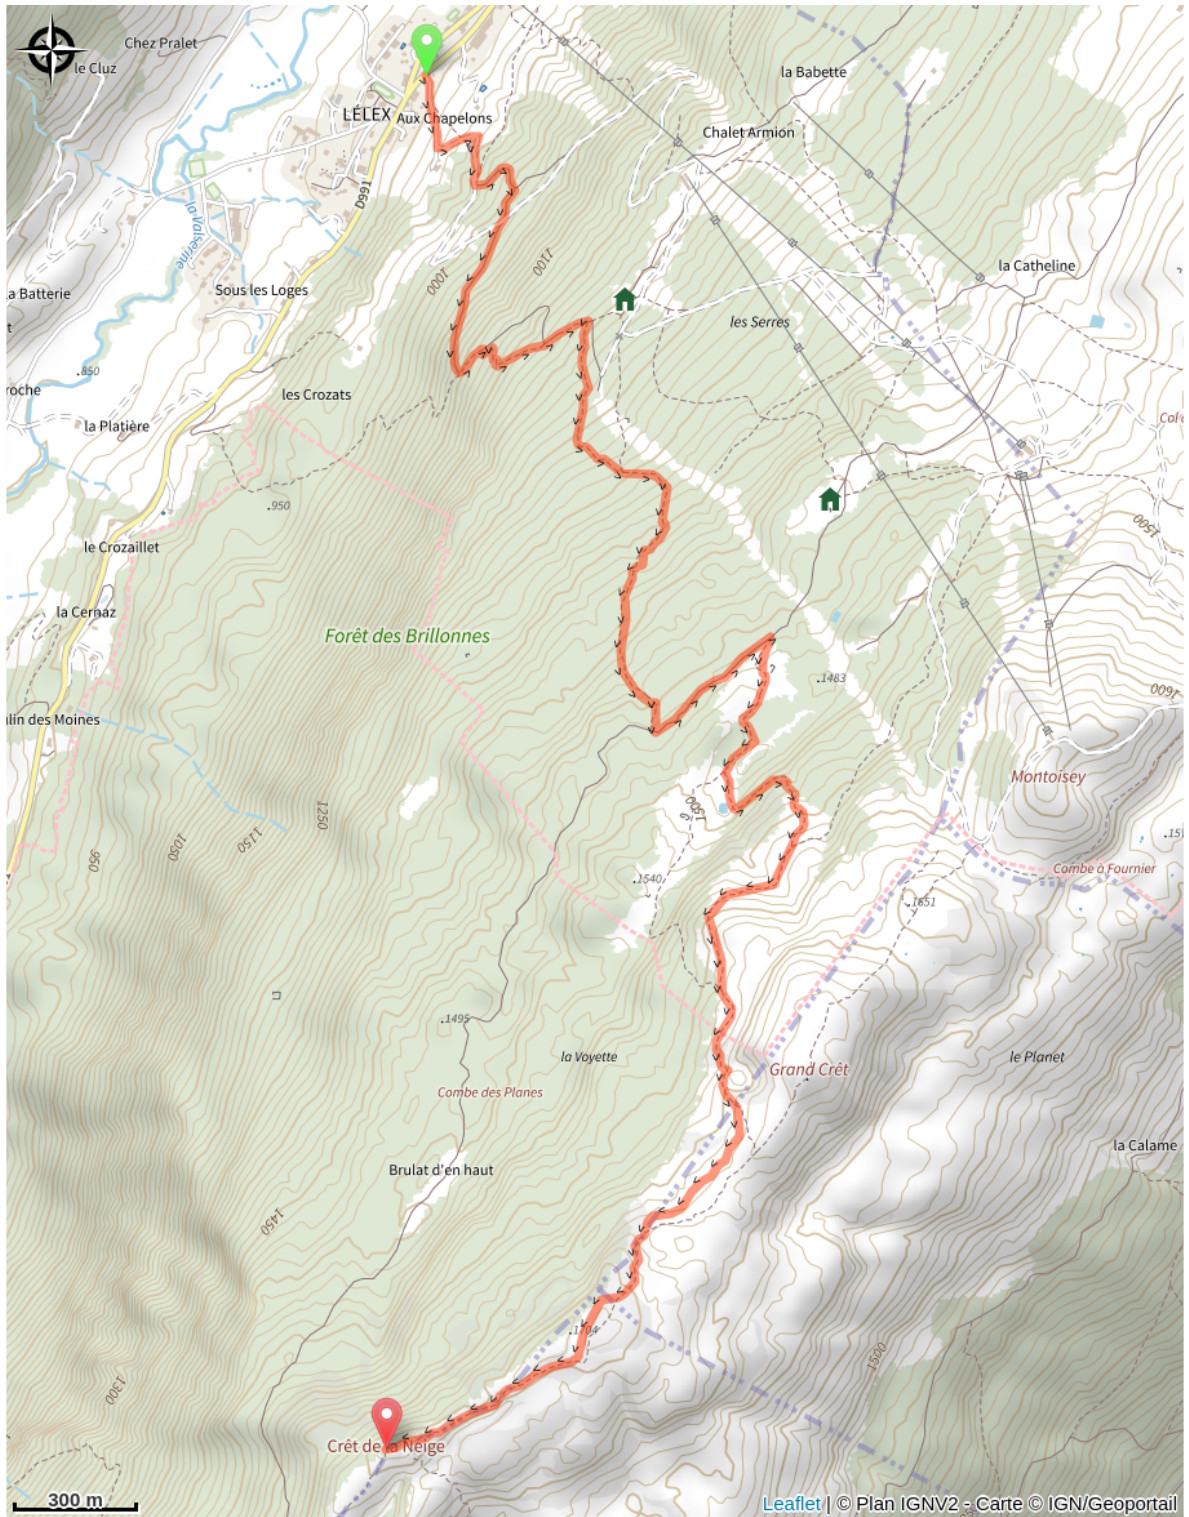 Chez Pralet
le Cluz
la Babette
LÉLEX
Aux Chapelons
Chalet Armion
D991
la Valserine
1000
1100
la Catheline
Sous les Loges
a Batterie
t
les Serres
.850
roche
les Crozats
la Platière
Col
.950
1500
le Crozaillet
la Cernaz
Forêt des Brillonnes
.1483
1600
lin des Moines
Montoisey
1500
1250
1150
1050
950
.15
Combe à Fournier
.1540
.1651
.1495
la Voyette
le Planet
Grand Crêt
Combe des Planes
la Calame
Brulat d'en haut
1450
.1704
1500
1300
Crêt de la Neige
300 m
Leaflet | © Plan IGNV2 - Carte © IGN/Geoportail